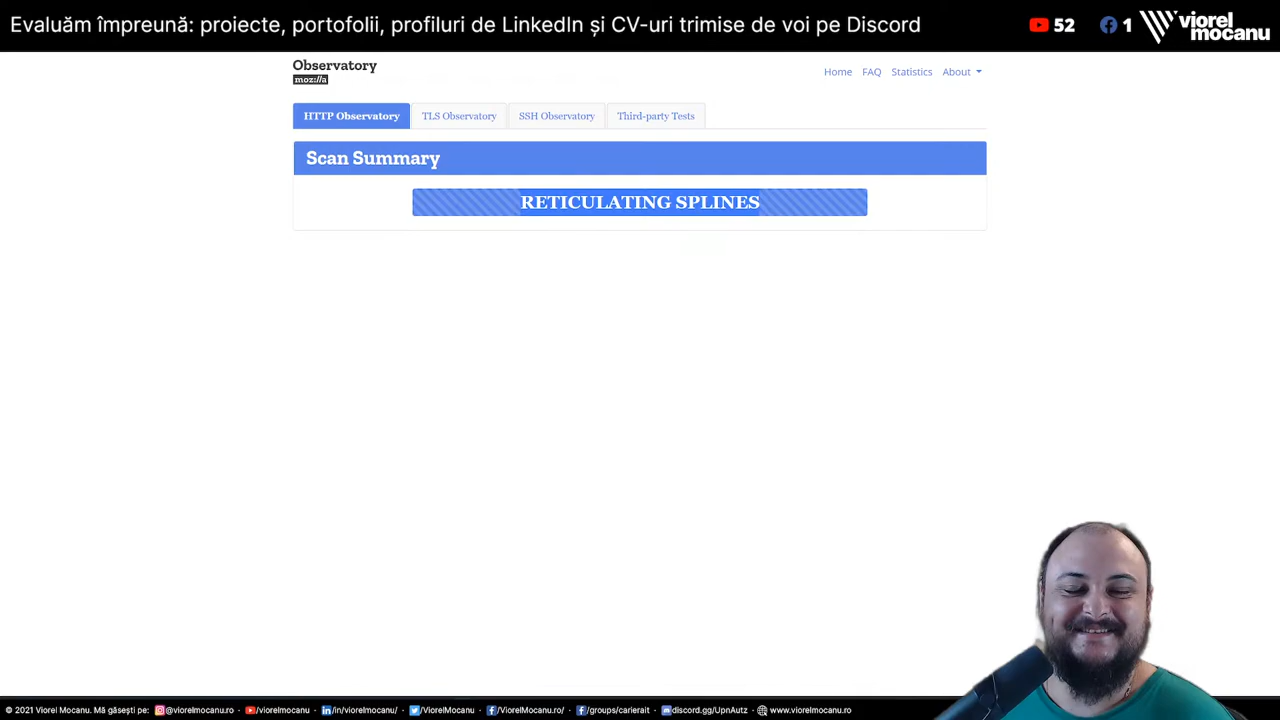 Evaluăm împreună: proiecte, portofolii, profiluri de LinkedIn și CV-uri trimise de voi pe Discord
52
1
viorel
mocanu
Observatory
moz://a
Home FAQ Statistics About
HTTP Observatory TLS Observatory SSH Observatory Third-party Tests
Scan Summary
RETICULATING SPLINES
© 2021 Viorel Mocanu. Mă găsești pe: @viorelmocanu.ro · /viorelmocanu · /in/viorelmocanu/ · /ViorelMocanu · /ViorelMocanu.ro/ · /groups/carierait · discord.gg/UpnAutz · www.viorelmocanu.ro